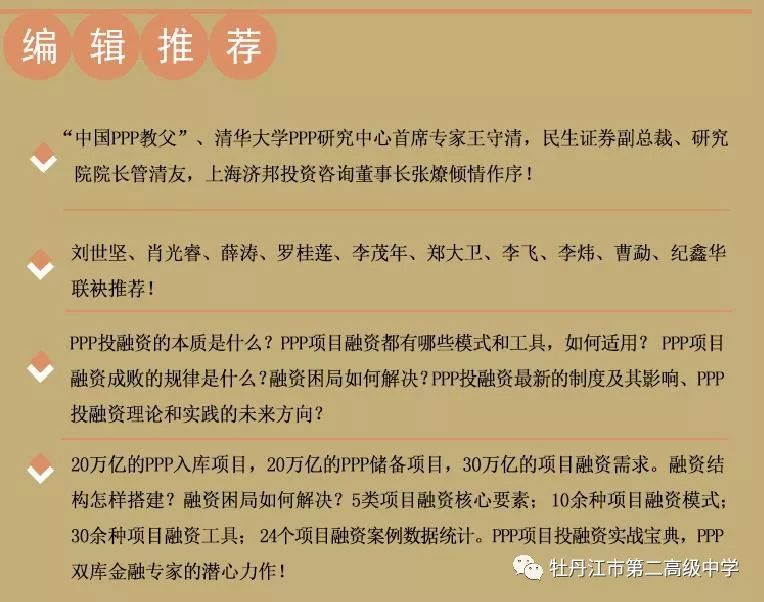 编辑推荐
“中国PPP教父”、清华大学PPP研究中心首席专家王守清，民生证券副总裁、研究
院院长管清友，上海济邦投资咨询董事长张燎倾情作序！
刘世坚、肖光睿、薛涛、罗桂莲、李茂年、郑大卫、李飞、李炜、曹勐、纪鑫华
联袂推荐！
PPP投融资的本质是什么？PPP项目融资都有哪些模式和工具，如何适用？ PPP项目
融资成败的规律是什么？融资困局如何解决？PPP投融资最新的制度及其影响、PPP
投融资理论和实践的未来方向？
20万亿的PPP入库项目，20万亿的PPP储备项目，30万亿的项目融资需求。融资结
构怎样搭建？融资困局如何解决？5类项目融资核心要素；10余种项目融资模式；
30余种项目融资工具；24个项目融资案例数据统计。PPP项目投融资实战宝典，PPP
双库金融专家的潜心力作！
牡丹江市第二高级中学